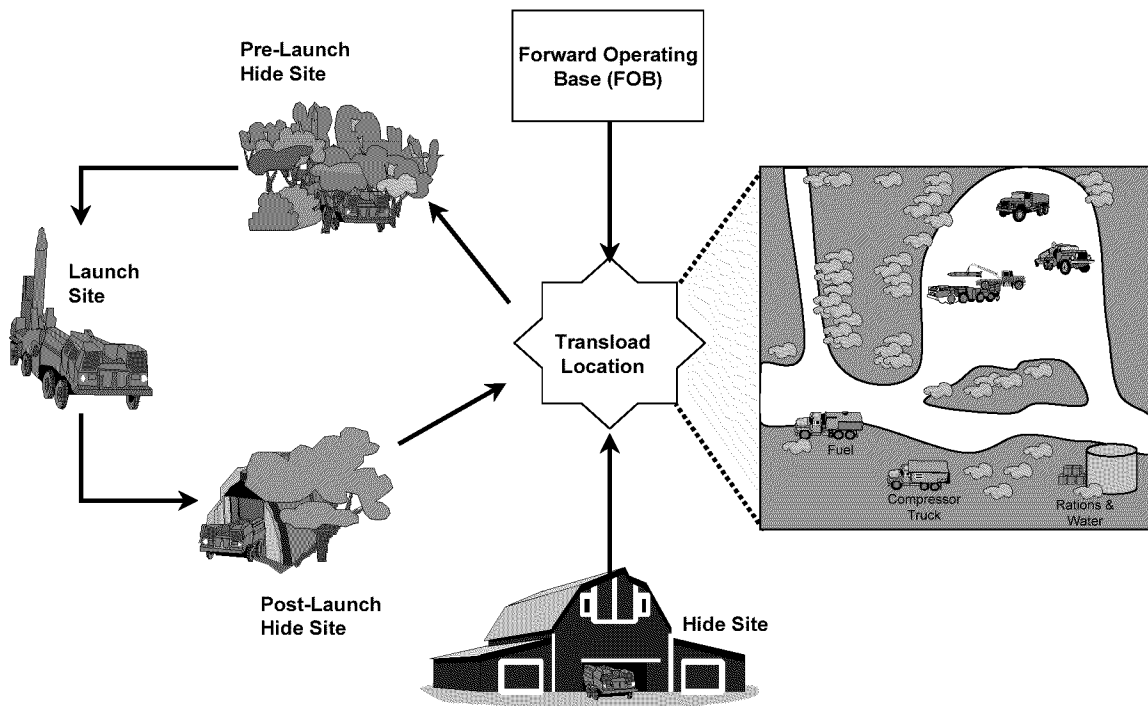 Pre-Launch
Hide Site
Forward Operating
Base (FOB)
Launch
Site
Transload
Location
Fuel
Compressor
Truck
Rations &
Water
Post-Launch
Hide Site
Hide Site